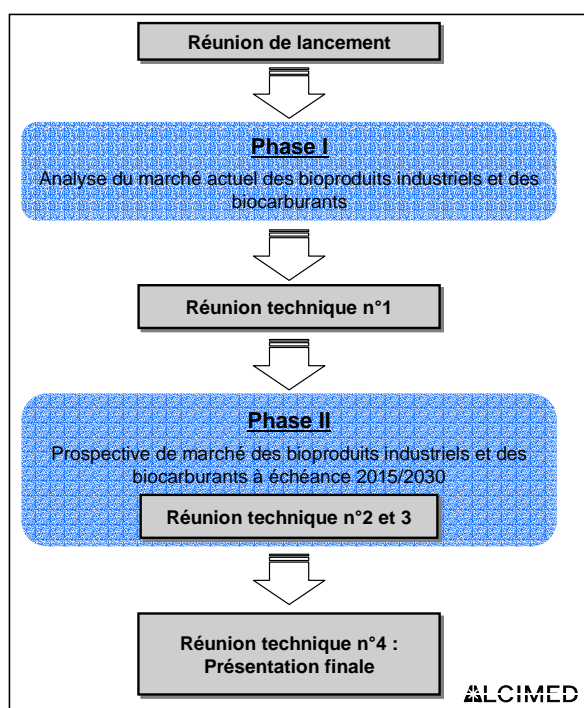 Réunion de lancement
Phase I
Analyse du marché actuel des bioproduits industriels et des
biocarburants
Réunion technique n°1
Phase II
Prospective de marché des bioproduits industriels et des
biocarburants à échéance 2015/2030
Réunion technique n°2 et 3
Réunion technique n°4 :
Présentation finale
ALCIMED